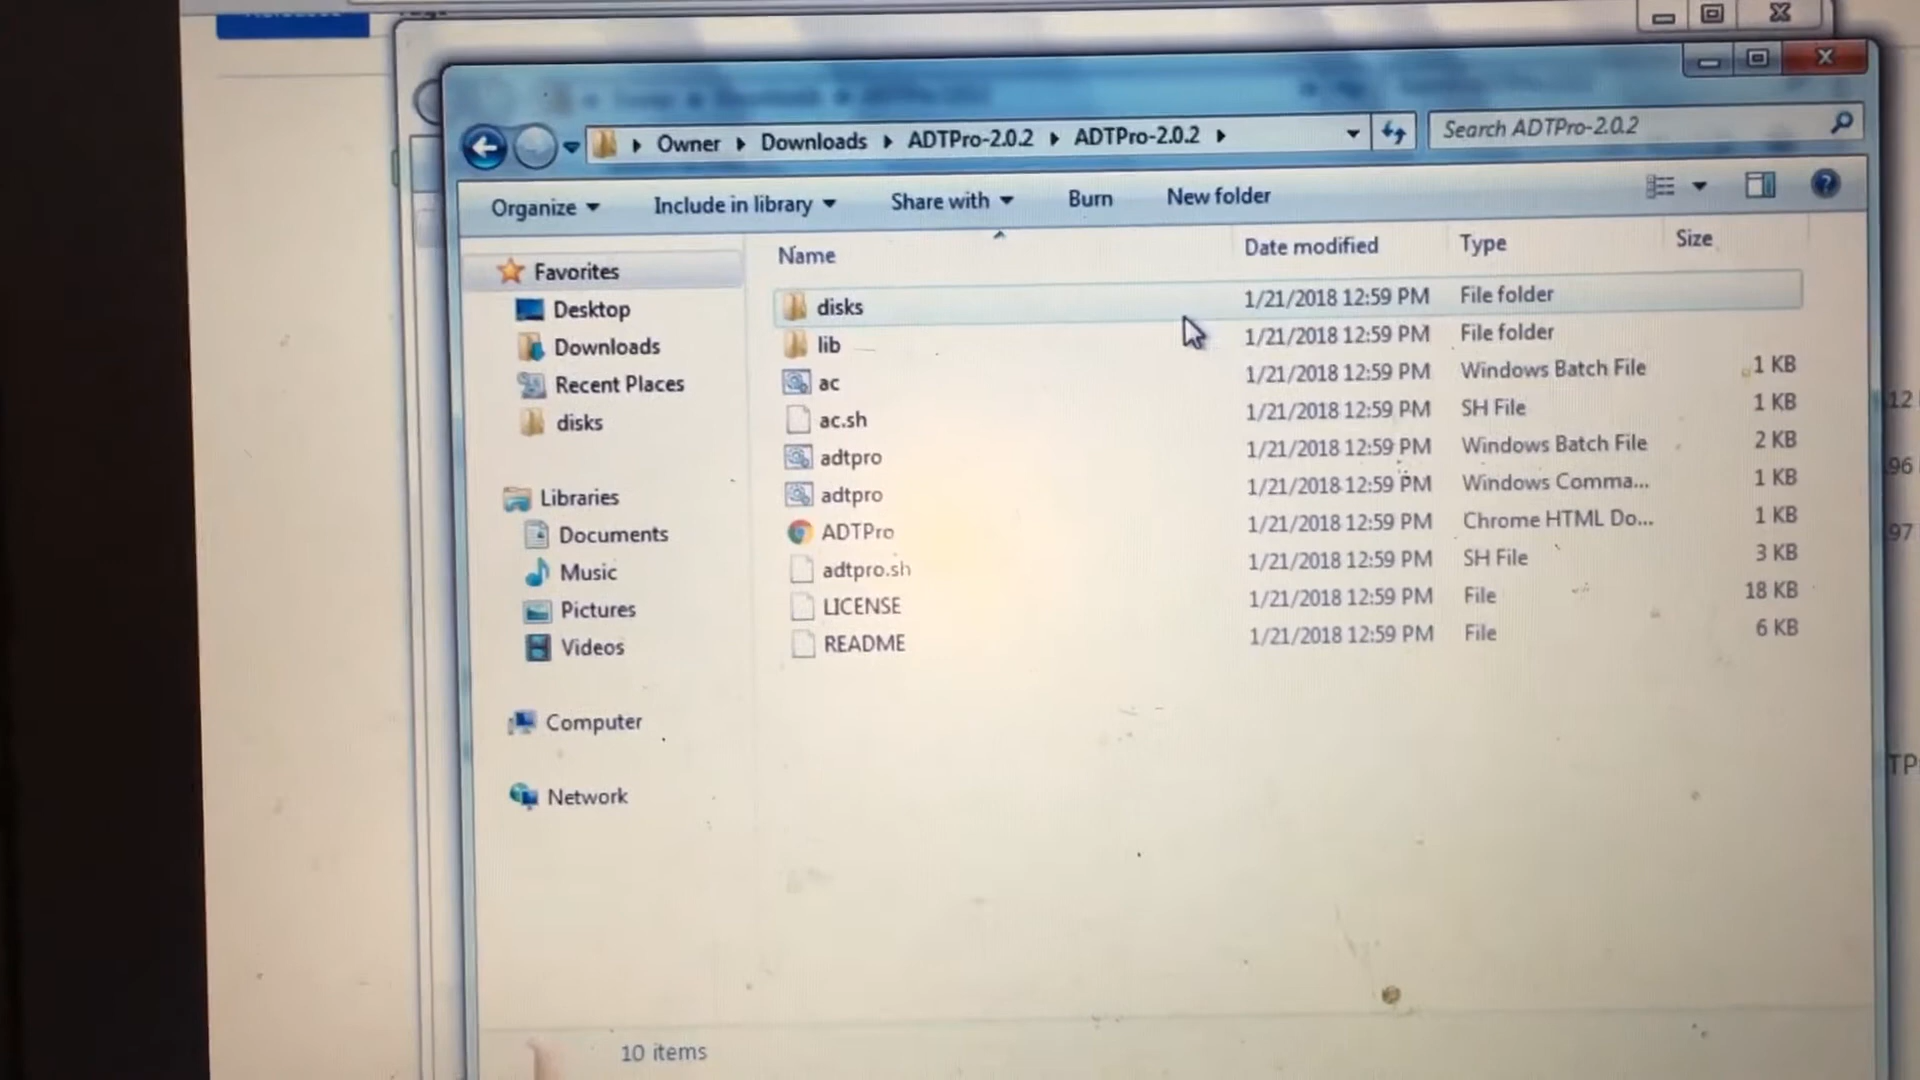 Owner Downloads ADTPro-2.0.2 ADTPro-2.0.2
Search ADTPro-2.0.2
Organize Include in library Share with Burn New folder
Name Date modified Type Size
Favorites
Desktop
Downloads
Recent Places
disks
Libraries
Documents
Music
Pictures
Videos
Computer
Network
disks 1/21/2018 12:59 PM File folder
lib 1/21/2018 12:59 PM File folder
ac 1/21/2018 12:59 PM Windows Batch File 1 KB
ac.sh 1/21/2018 12:59 PM SH File 1 KB
adtpro 1/21/2018 12:59 PM Windows Batch File 2 KB
adtpro 1/21/2018 12:59 PM Windows Comma... 1 KB
ADTPro 1/21/2018 12:59 PM Chrome HTML Do... 1 KB
adtpro.sh 1/21/2018 12:59 PM SH File 3 KB
LICENSE 1/21/2018 12:59 PM File 18 KB
README 1/21/2018 12:59 PM File 6 KB
12
96
97
TP
10 items